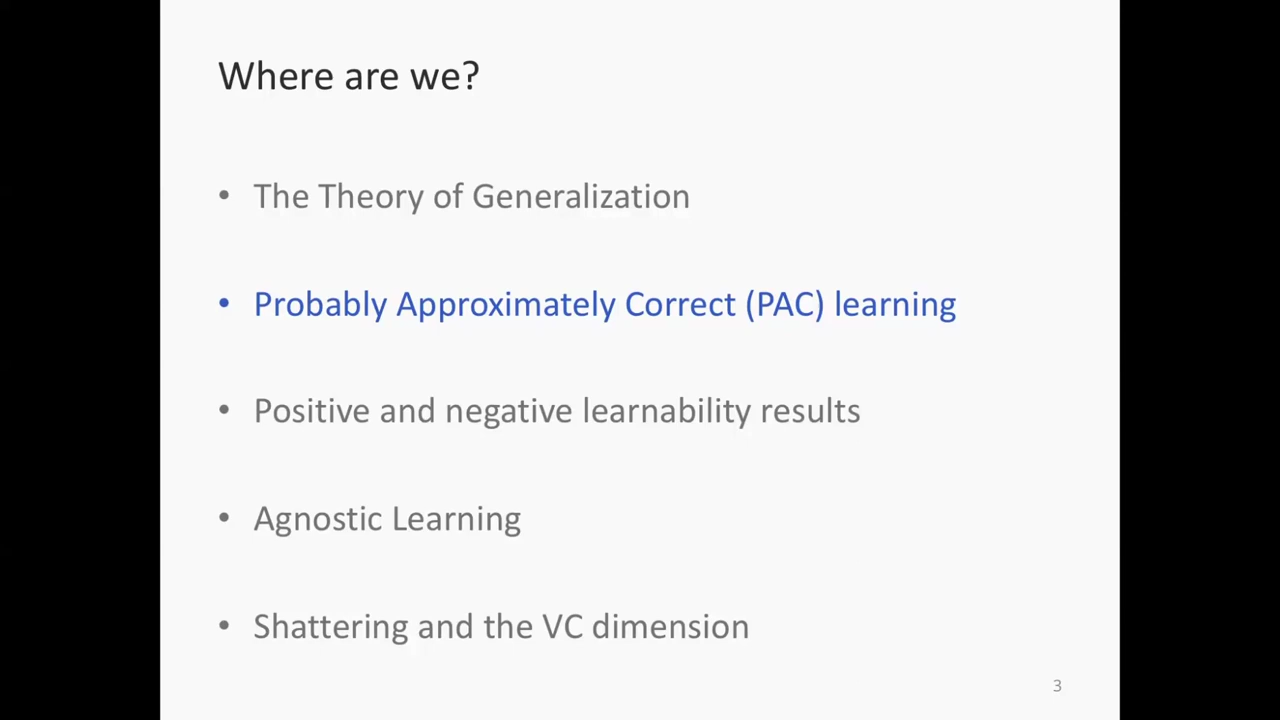 Where are we?
• The Theory of Generalization
• Probably Approximately Correct (PAC) learning
• Positive and negative learnability results
• Agnostic Learning
• Shattering and the VC dimension
3